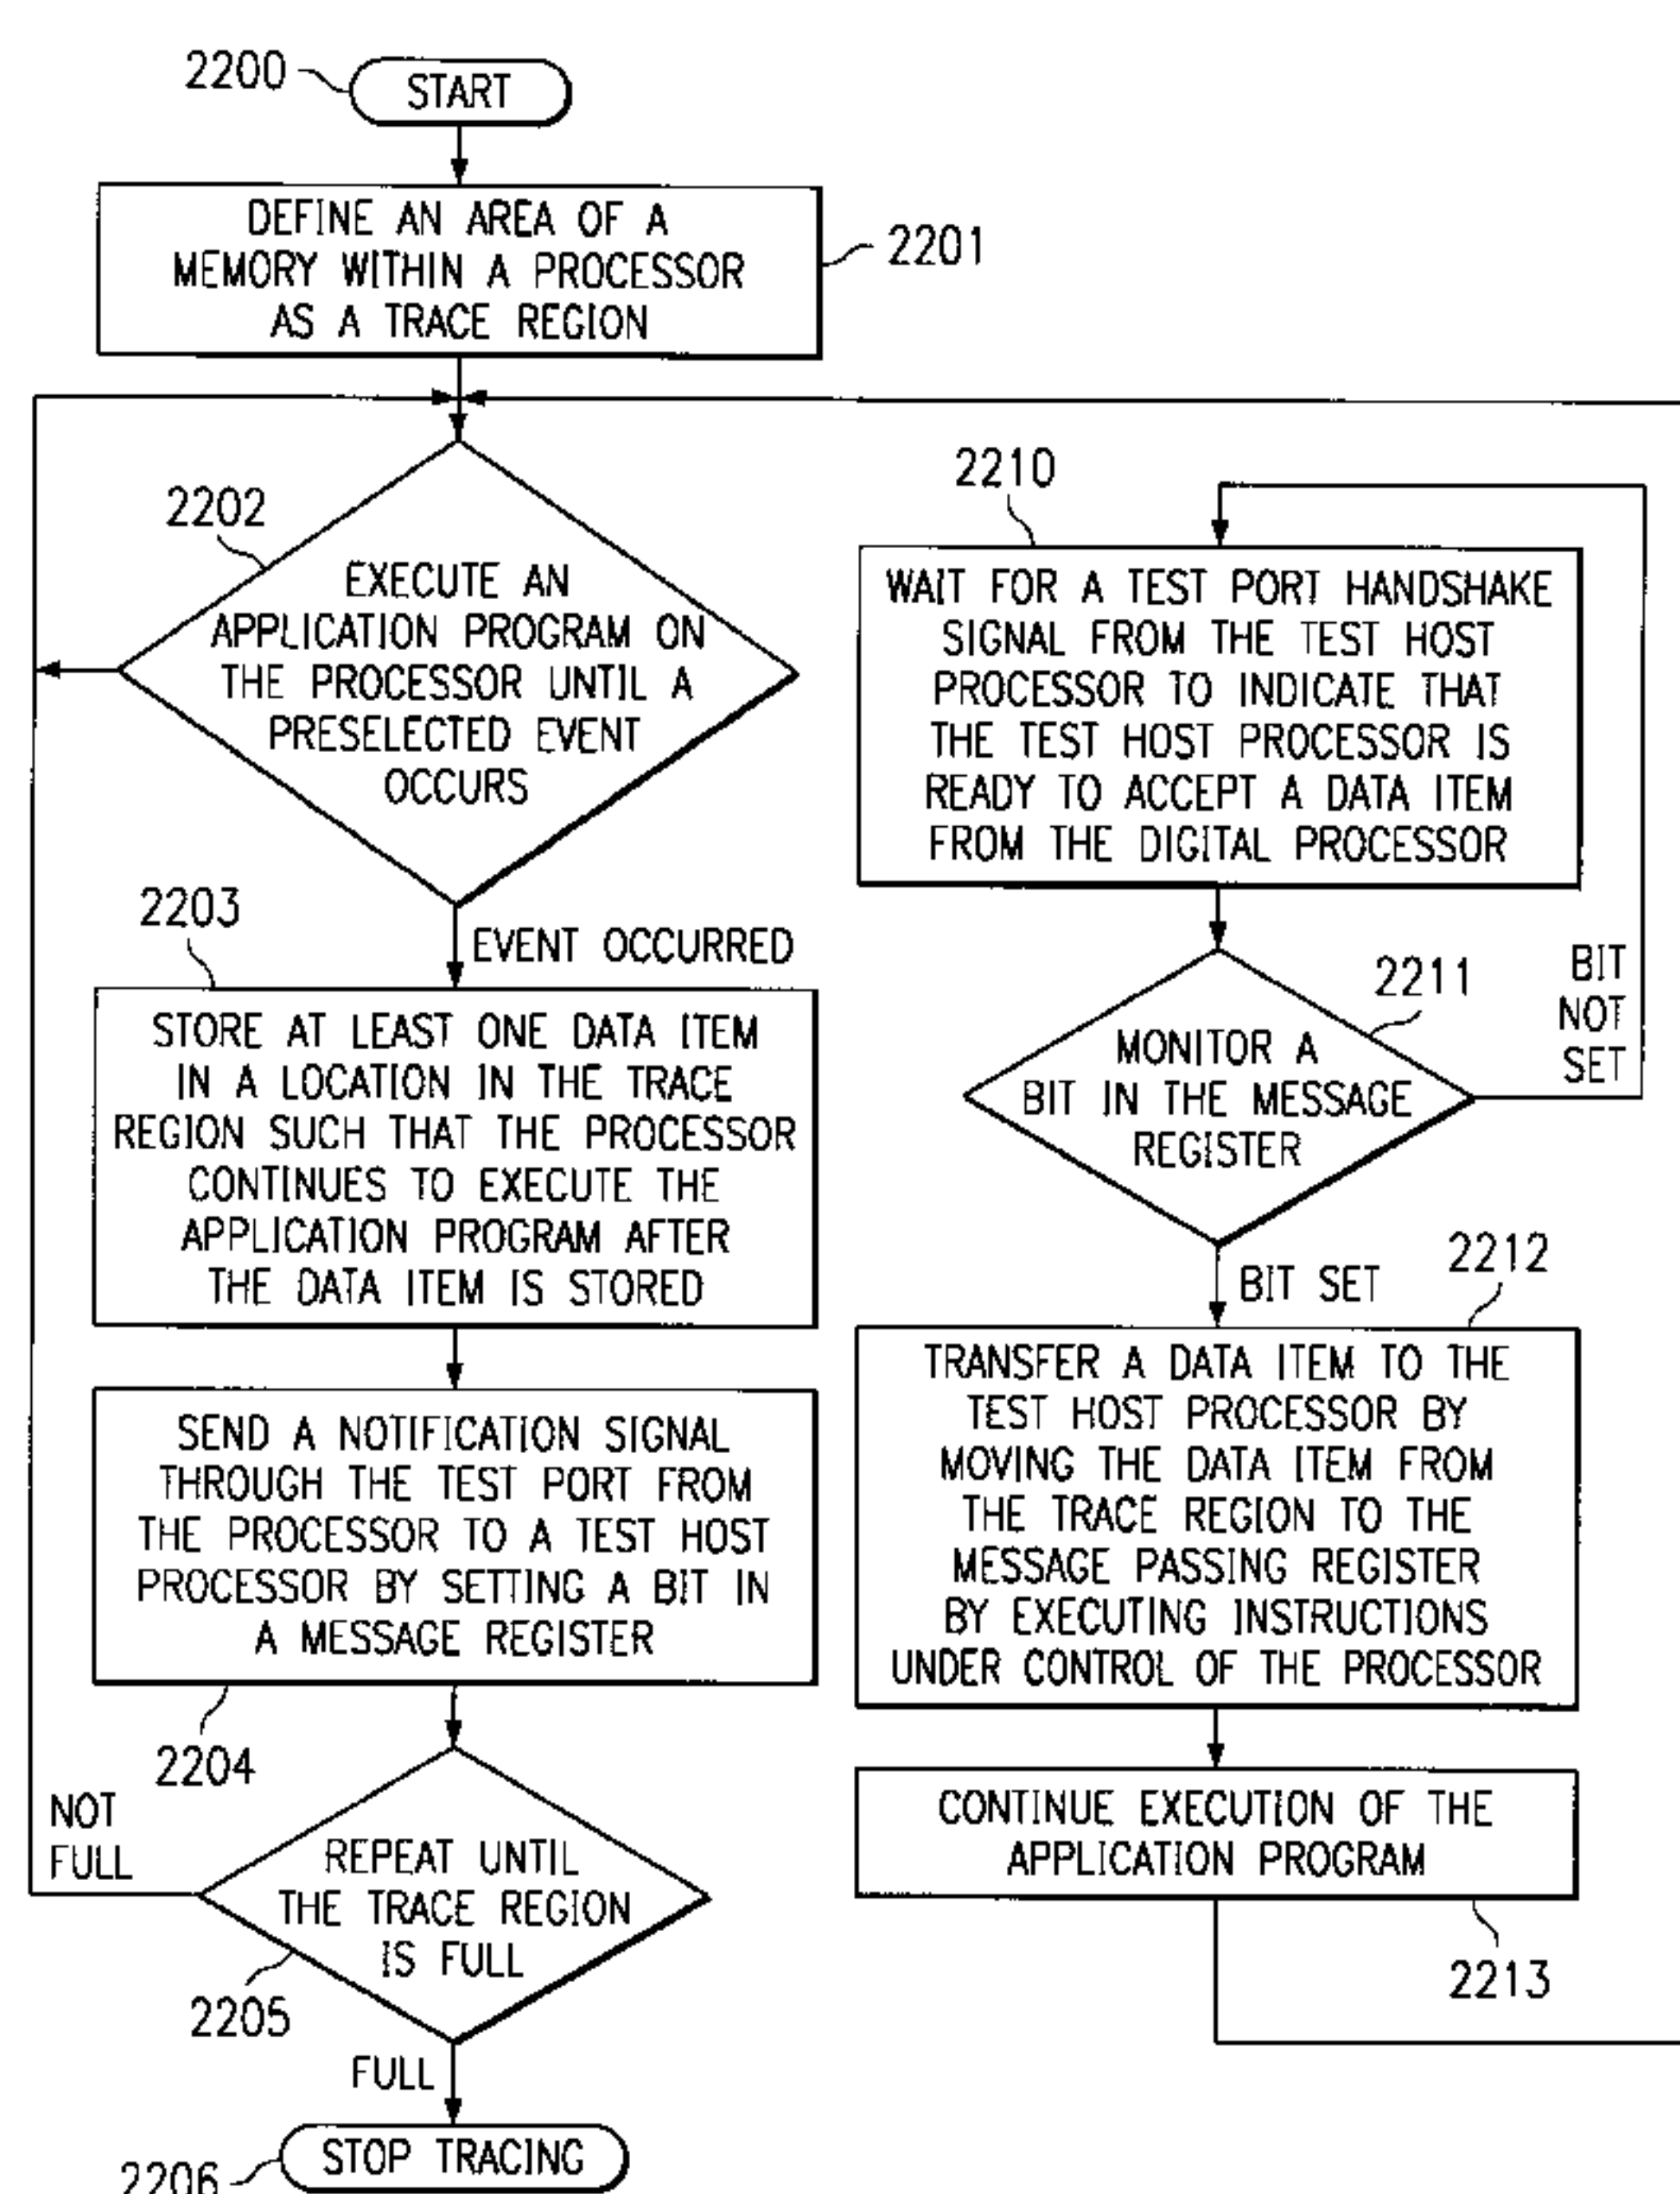 2200
START
DEFINE AN AREA OF A
MEMORY WITHIN A PROCESSOR
AS A TRACE REGION
2201
2202
EXECUTE AN
APPLICATION PROGRAM ON
THE PROCESSOR UNTIL A
PRESELECTED EVENT
OCCURS
2203
EVENT OCCURRED
STORE AT LEAST ONE DATA ITEM
IN A LOCATION IN THE TRACE
REGION SUCH THAT THE PROCESSOR
CONTINUES TO EXECUTE THE
APPLICATION PROGRAM AFTER
THE DATA ITEM IS STORED
SEND A NOTIFICATION SIGNAL
THROUGH THE TEST PORT FROM
THE PROCESSOR TO A TEST HOST
PROCESSOR BY SETTING A BIT IN
A MESSAGE REGISTER
2204
NOT
FULL
REPEAT UNTIL
THE TRACE REGION
IS FULL
2205
FULL
STOP TRACING
2206
2210
WAIT FOR A TEST PORT HANDSHAKE
SIGNAL FROM THE TEST HOST
PROCESSOR TO INDICATE THAT
THE TEST HOST PROCESSOR IS
READY TO ACCEPT A DATA ITEM
FROM THE DIGITAL PROCESSOR
2211
BIT
NOT
SET
MONITOR A
BIT IN THE MESSAGE
REGISTER
BIT SET
2212
TRANSFER A DATA ITEM TO THE
TEST HOST PROCESSOR BY
MOVING THE DATA ITEM FROM
THE TRACE REGION TO THE
MESSAGE PASSING REGISTER
BY EXECUTING INSTRUCTIONS
UNDER CONTROL OF THE PROCESSOR
CONTINUE EXECUTION OF THE
APPLICATION PROGRAM
2213